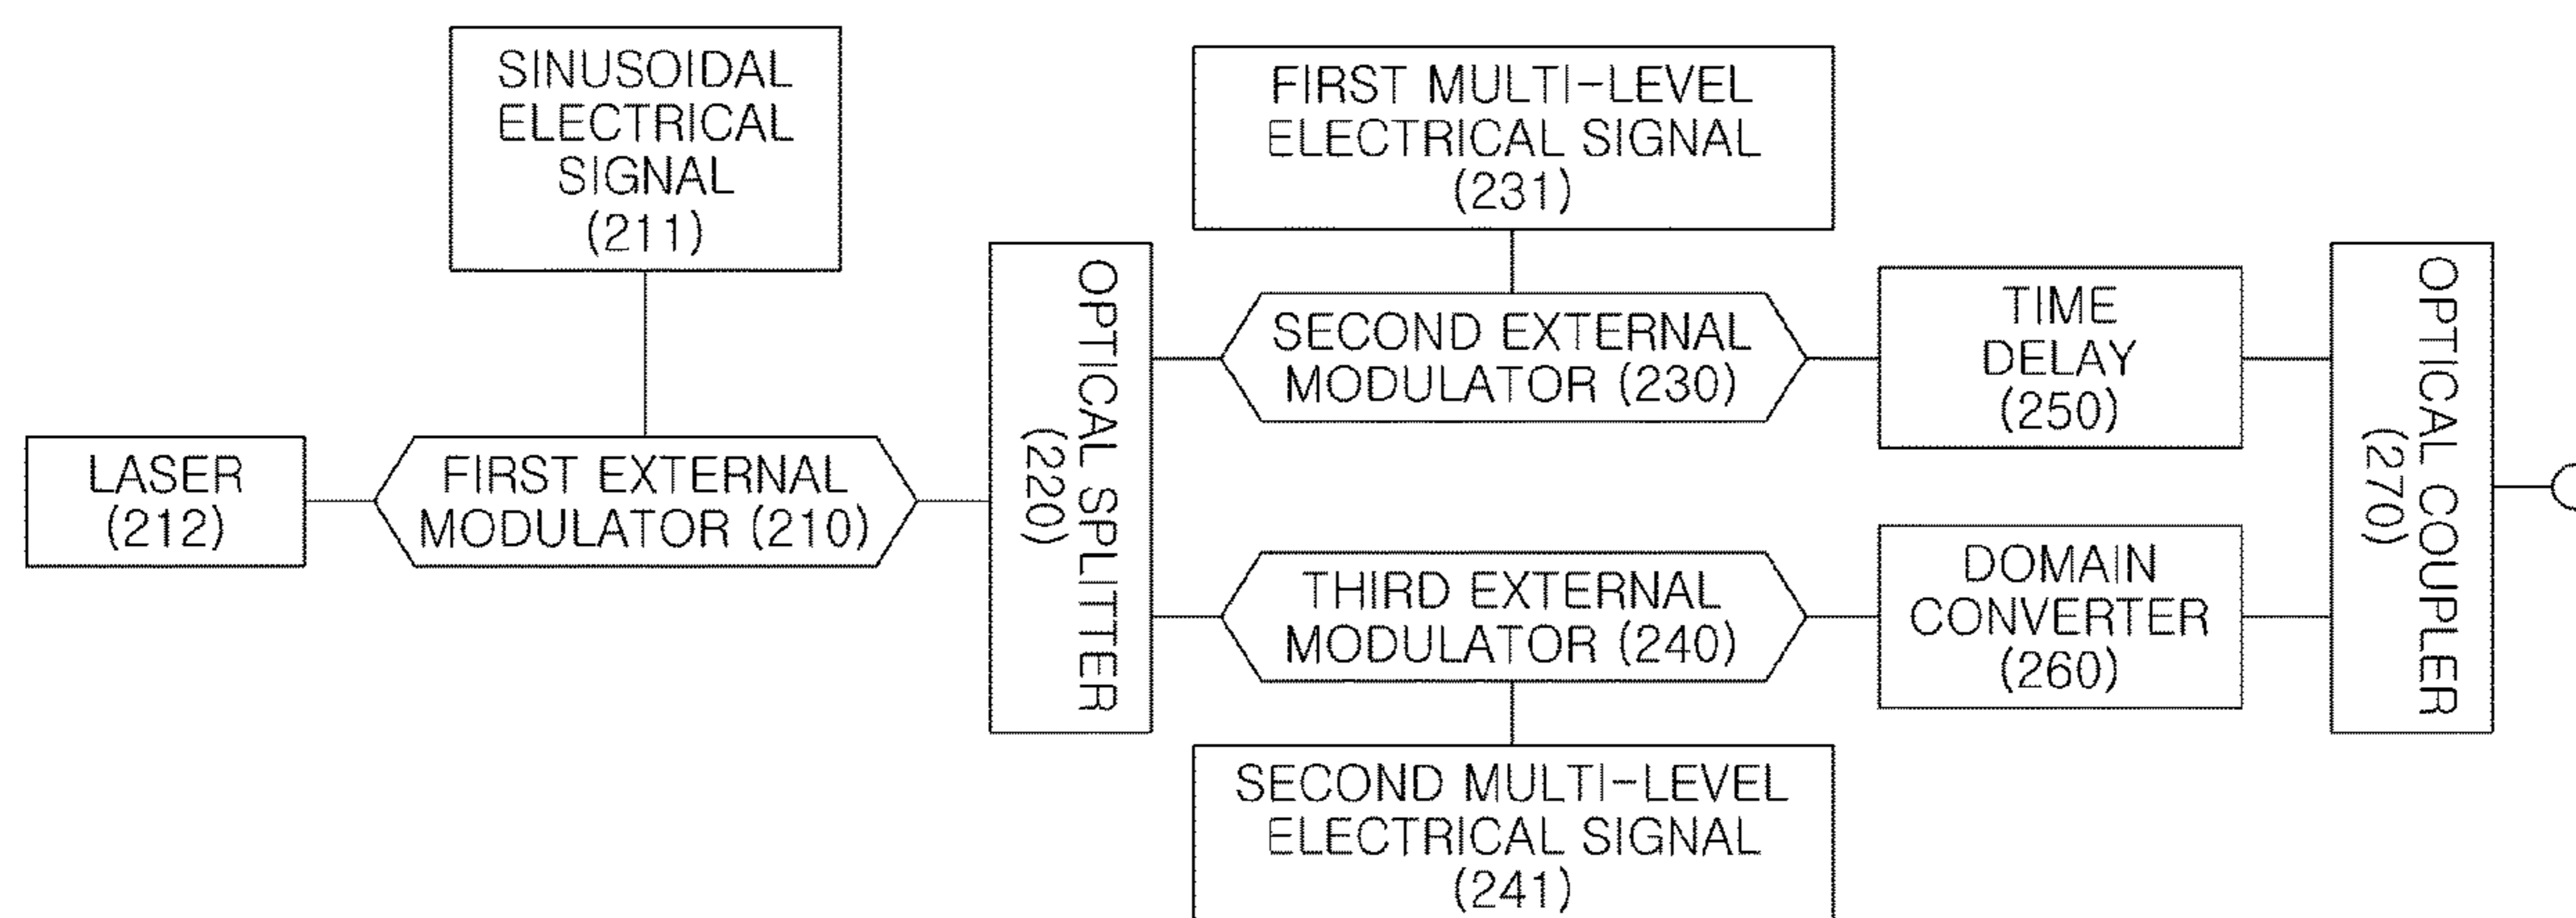 SINUSOIDAL
ELECTRICAL
SIGNAL
(211)
FIRST MULTI-LEVEL
ELECTRICAL SIGNAL
(231)
LASER
(212)
FIRST EXTERNAL
MODULATOR (210)
OPTICAL SPLITTER
(220)
SECOND EXTERNAL
MODULATOR (230)
TIME
DELAY
(250)
THIRD EXTERNAL
MODULATOR (240)
DOMAIN
CONVERTER
(260)
OPTICAL COUPLER
(270)
SECOND MULTI-LEVEL
ELECTRICAL SIGNAL
(241)